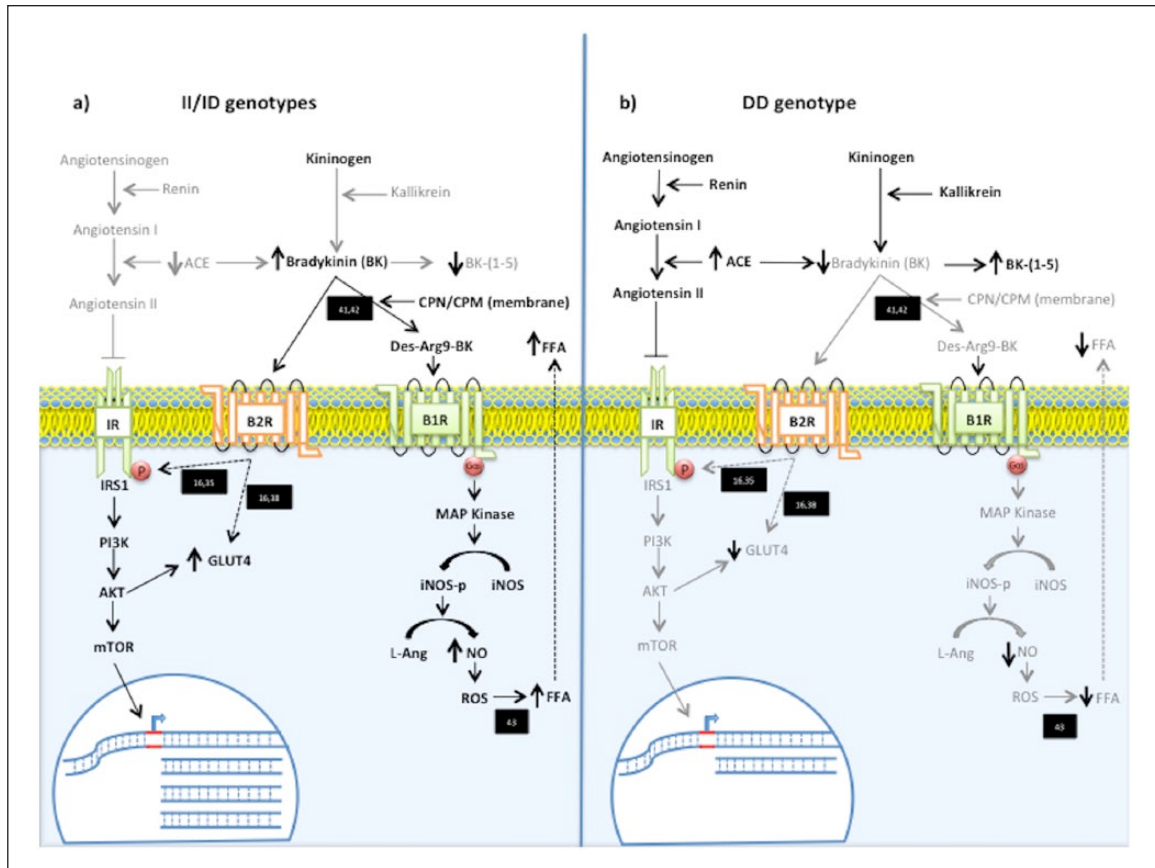 a) II/ID genotypes
Angiotensinogen
Kininogen
Renin
Kallikrein
Angiotensin I
ACE
Bradykinin (BK)
BK-(1-5)
Angiotensin II
CPN/CPM (membrane)
41,42
Des-Arg9-BK
FFA
IR
B2R
B1R
P
Gαs
IRS1
16,35
16,38
MAP Kinase
PI3K
GLUT4
AKT
iNOS-p
iNOS
mTOR
L-Ang
NO
ROS
FFA
43
b) DD genotype
Angiotensinogen
Kininogen
Renin
Kallikrein
Angiotensin I
ACE
Bradykinin (BK)
BK-(1-5)
Angiotensin II
CPN/CPM (membrane)
41,42
Des-Arg9-BK
FFA
IR
B2R
B1R
P
Gαs
IRS1
16,35
16,38
MAP Kinase
PI3K
GLUT4
AKT
iNOS-p
iNOS
mTOR
L-Ang
NO
ROS
FFA
43